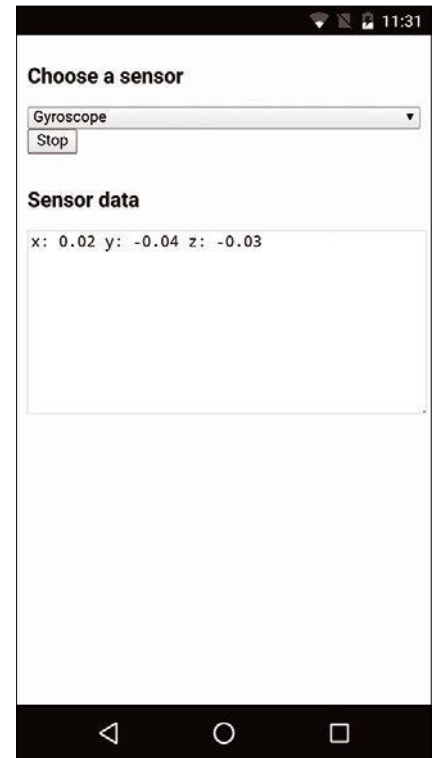 11:31
Choose a sensor
Gyroscope
Stop
Sensor data
x: 0.02 y: -0.04 z: -0.03